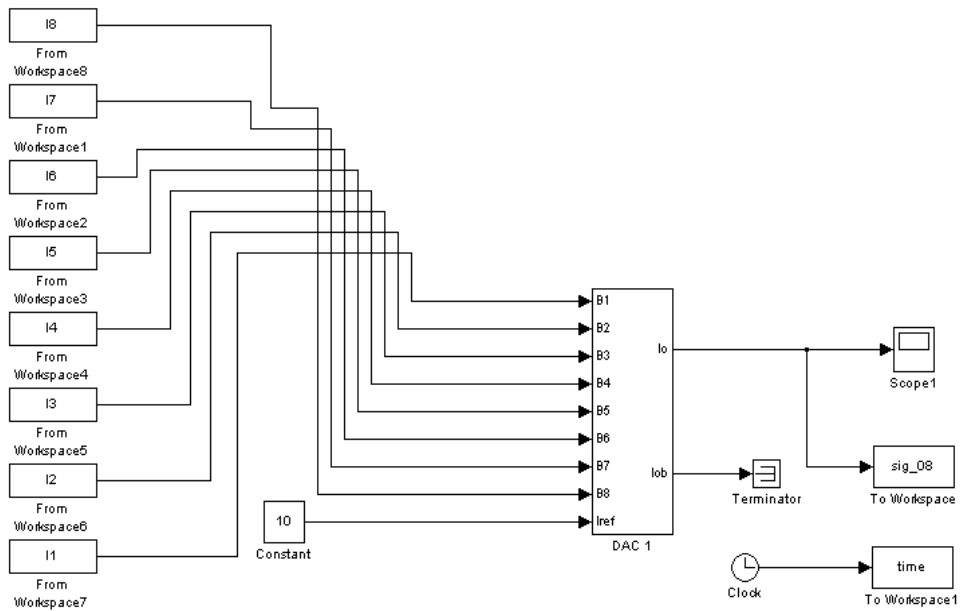 I8
From
Workspace8
I7
From
Workspace1
I6
From
Workspace2
I5
From
Workspace3
I4
From
Workspace4
I3
From
Workspace5
I2
From
Workspace6
I1
From
Workspace7
10
Constant
B1
B2
B3
B4
B5
B6
B7
B8
Iref
Io
Iob
DAC 1
Scope1
sig_08
To Workspace
Terminator
Clock
time
To Workspace1